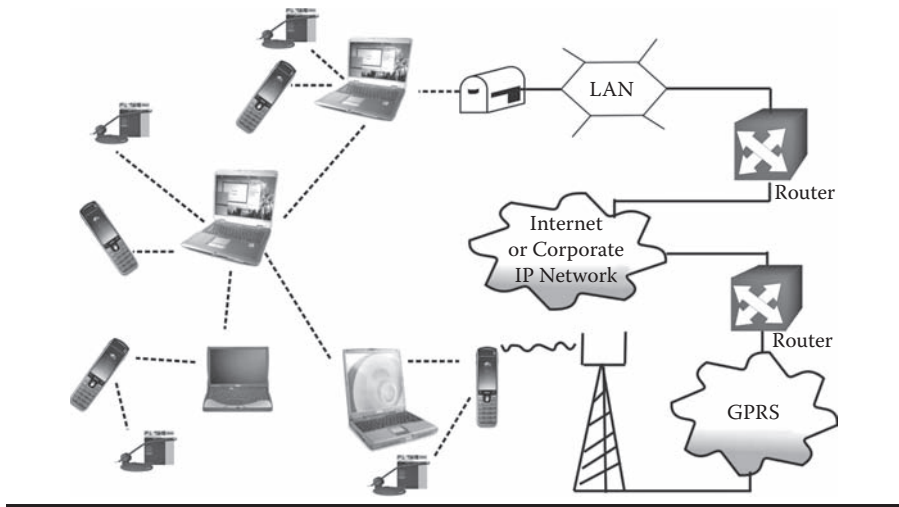 LAN
Router
Internet
or Corporate
IP Network
Router
GPRS